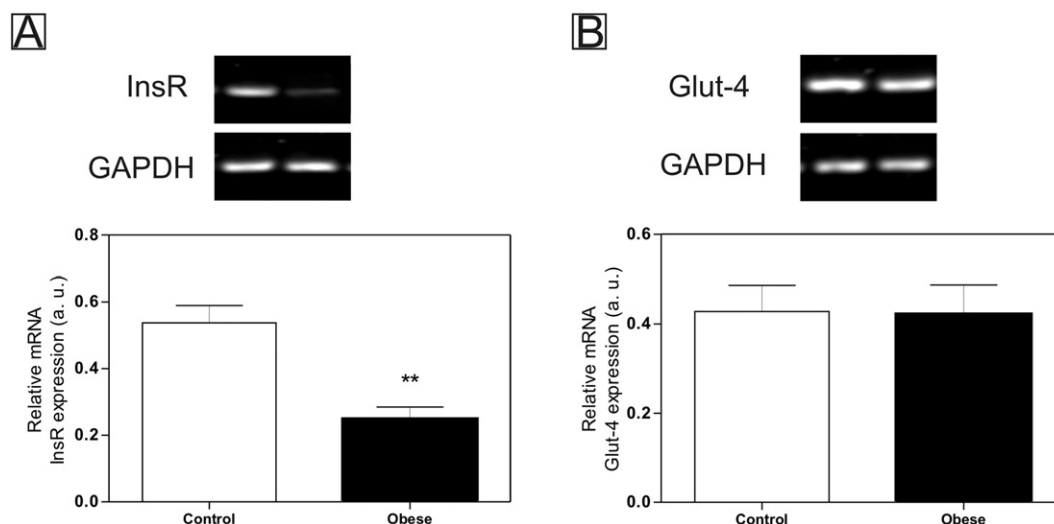 A
InsR
GAPDH
Relative mRNA
InsR expression (a. u.)
0.8
0.6
0.4
0.2
0.0
**
Control
Obese
B
Glut-4
GAPDH
Relative mRNA
Glut-4 expression (a. u.)
0.6
0.4
0.2
0.0
Control
Obese